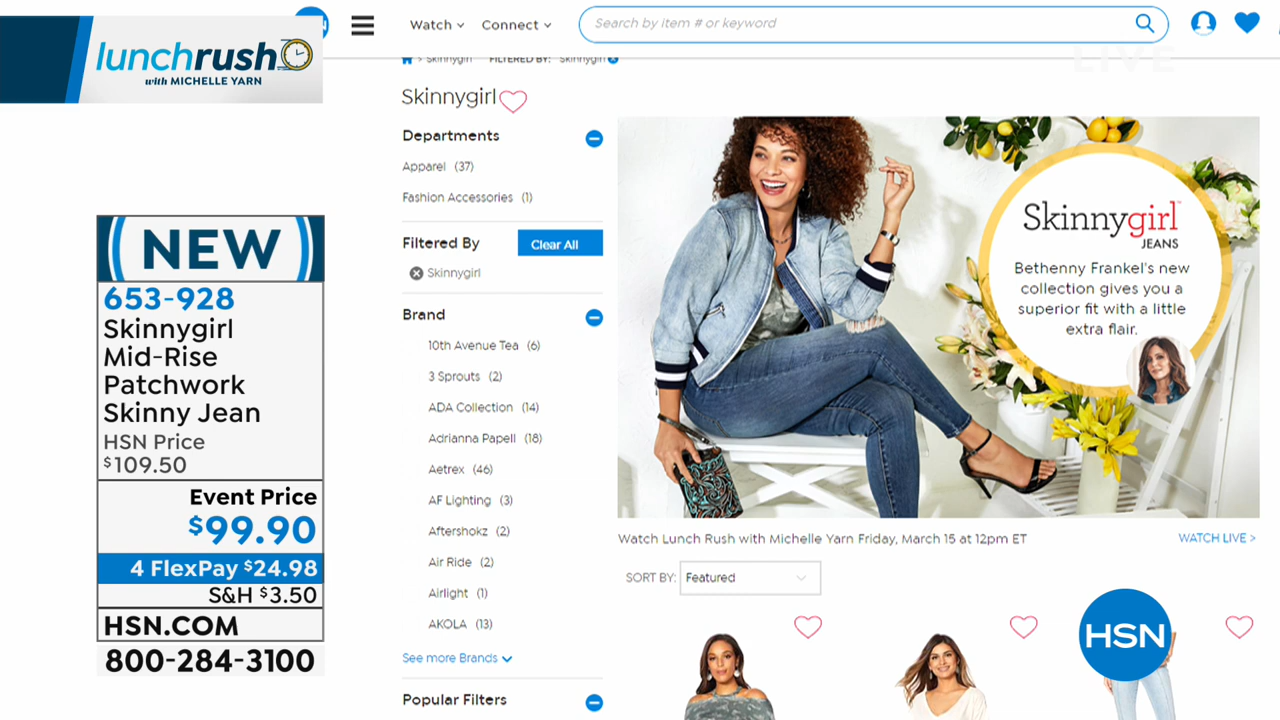 lunchrush
with MICHELLE YARN
Watch
Connect
Search by item # or keyword
LIVE
> Skinnygirl FILTERED BY: Skinnygirl
Skinnygirl
Departments
Apparel (37)
Fashion Accessories (1)
Filtered By
Clear All
Skinnygirl
Brand
10th Avenue Tea (6)
3 Sprouts (2)
ADA Collection (14)
Adrianna Papell (18)
Aetrex (46)
AF Lighting (3)
Aftershokz (2)
Air Ride (2)
Airlight (1)
AKOLA (13)
See more Brands
Popular Filters
NEW
653-928
Skinnygirl
Mid-Rise
Patchwork
Skinny Jean
HSN Price
$109.50
Event Price
$99.90
4 FlexPay $24.98
S&H $3.50
HSN.COM
800-284-3100
Skinnygirl™
JEANS
Bethenny Frankel's new
collection gives you a
superior fit with a little
extra flair.
Watch Lunch Rush with Michelle Yarn Friday, March 15 at 12pm ET
WATCH LIVE >
SORT BY: Featured
HSN